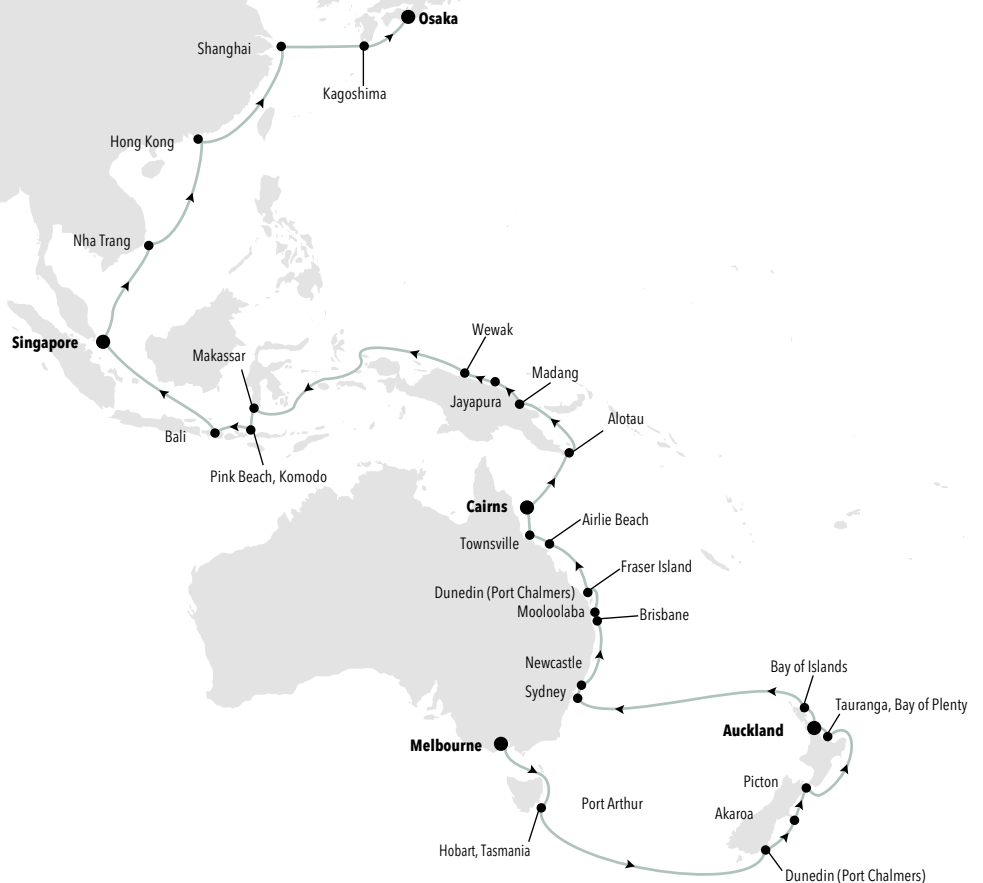 Osaka
Shanghai
Kagoshima
Hong Kong
Nha Trang
Singapore
Wewak
Makassar
Madang
Jayapura
Alotau
Bali
Pink Beach, Komodo
Cairns
Airlie Beach
Townsville
Fraser Island
Dunedin (Port Chalmers)
Mooloolaba
Brisbane
Newcastle
Bay of Islands
Sydney
Tauranga, Bay of Plenty
Auckland
Melbourne
Picton
Port Arthur
Akaroa
Hobart, Tasmania
Dunedin (Port Chalmers)